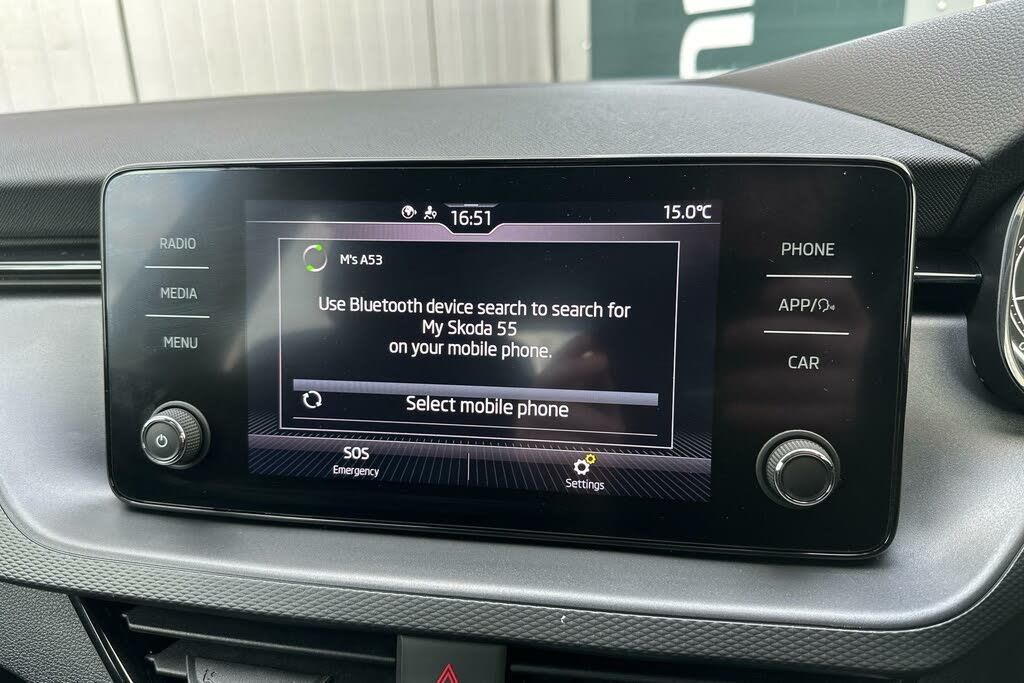 16:51
15.0°C
RADIO
MEDIA
MENU
M's A53
Use Bluetooth device search to search for
My Skoda 55
on your mobile phone.
Select mobile phone
SOS
Emergency
Settings
PHONE
APP/
CAR